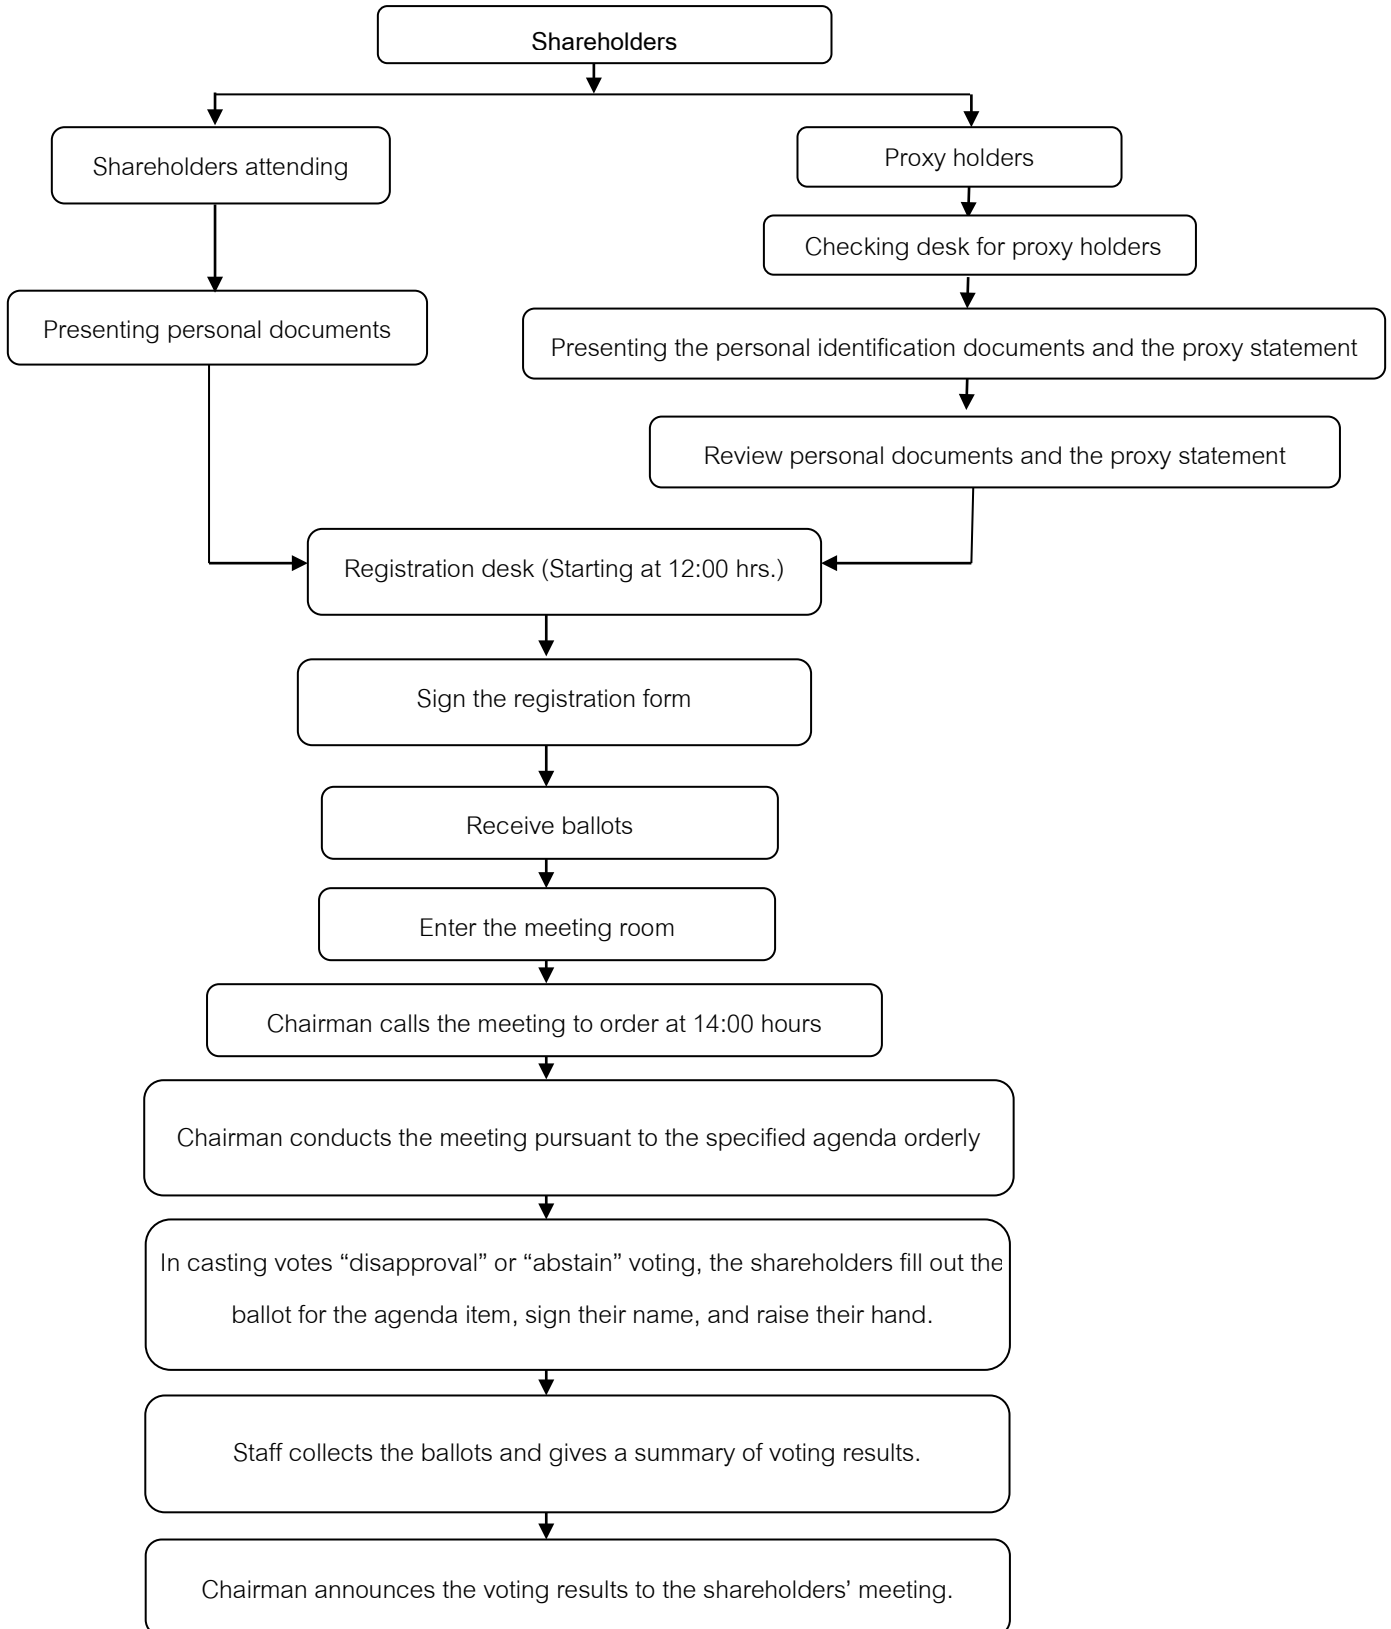 Shareholders
Shareholders attending
Proxy holders
Checking desk for proxy holders
Presenting personal documents
Presenting the personal identification documents and the proxy statement
Review personal documents and the proxy statement
Registration desk (Starting at 12:00 hrs.)
Sign the registration form
Receive ballots
Enter the meeting room
Chairman calls the meeting to order at 14:00 hours
Chairman conducts the meeting pursuant to the specified agenda orderly
In casting votes “disapproval” or “abstain” voting, the shareholders fill out the
ballot for the agenda item, sign their name, and raise their hand.
Staff collects the ballots and gives a summary of voting results.
Chairman announces the voting results to the shareholders’ meeting.